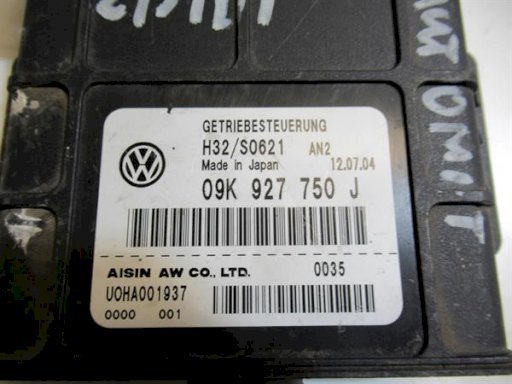 GETRIEBESTEUERUNG
H32/S0621 AN2
Made in Japan 12.07.04
09K 927 750 J
AISIN AW CO., LTD. 0035
U0HA001937
0000 001